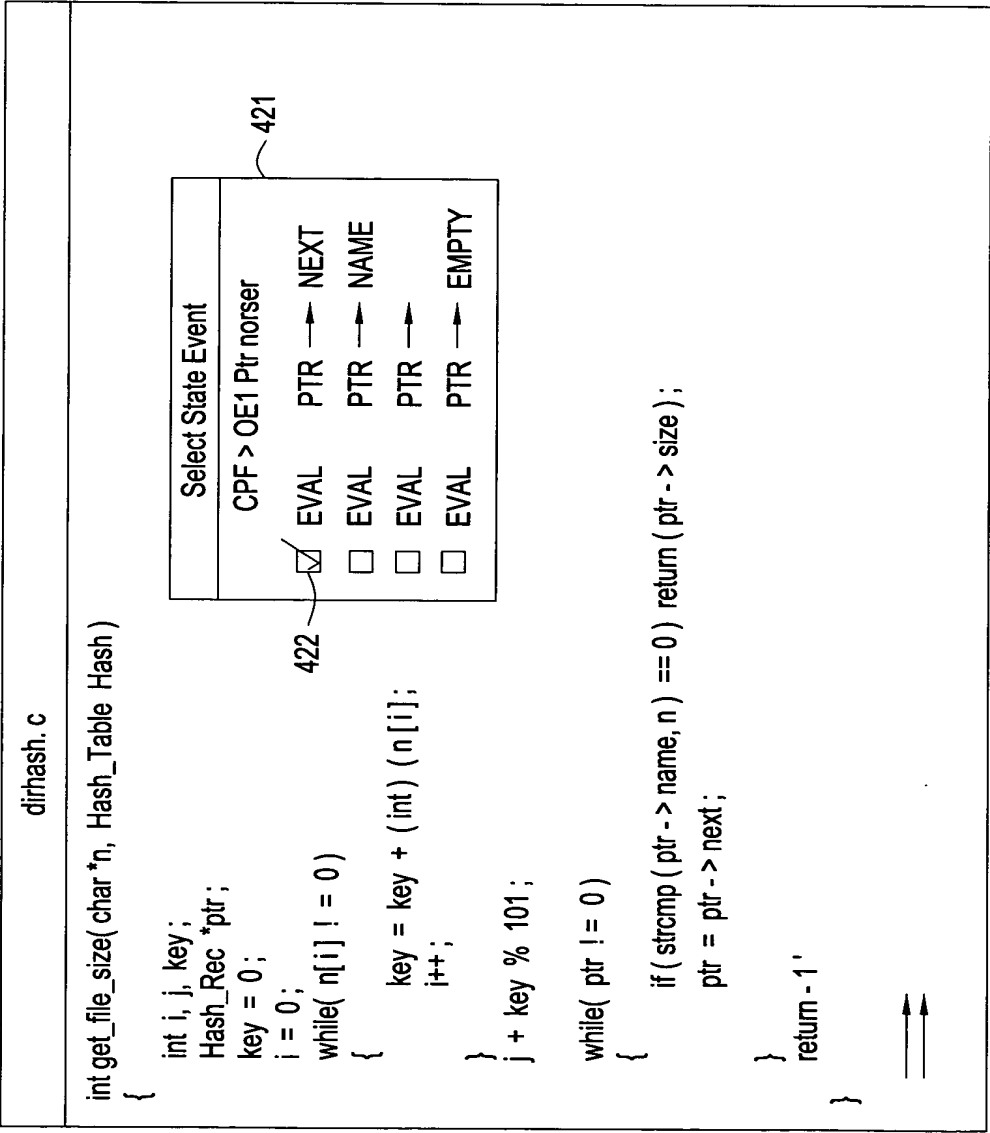 dirhash. c
int get_file_size( char *n, Hash_Table Hash )
{
int i, j, key ;
Hash_Rec *ptr ;
key = 0 ;
i = 0 ;
while( n[ i ] ! = 0 )
{
key = key + ( int ) ( n [ i ] ;
i++ ;
}
j + key % 101 ;
while( ptr ! = 0 )
{
if ( strcmp ( ptr - > name, n ) == 0 ) return ( ptr - > size ) ;
ptr = ptr - > next ;
}
return - 1 '
}
Select State Event
CPF > OE1 Ptr norser
EVAL PTR → NEXT
EVAL PTR → NAME
EVAL PTR →
EVAL PTR → EMPTY
421
422